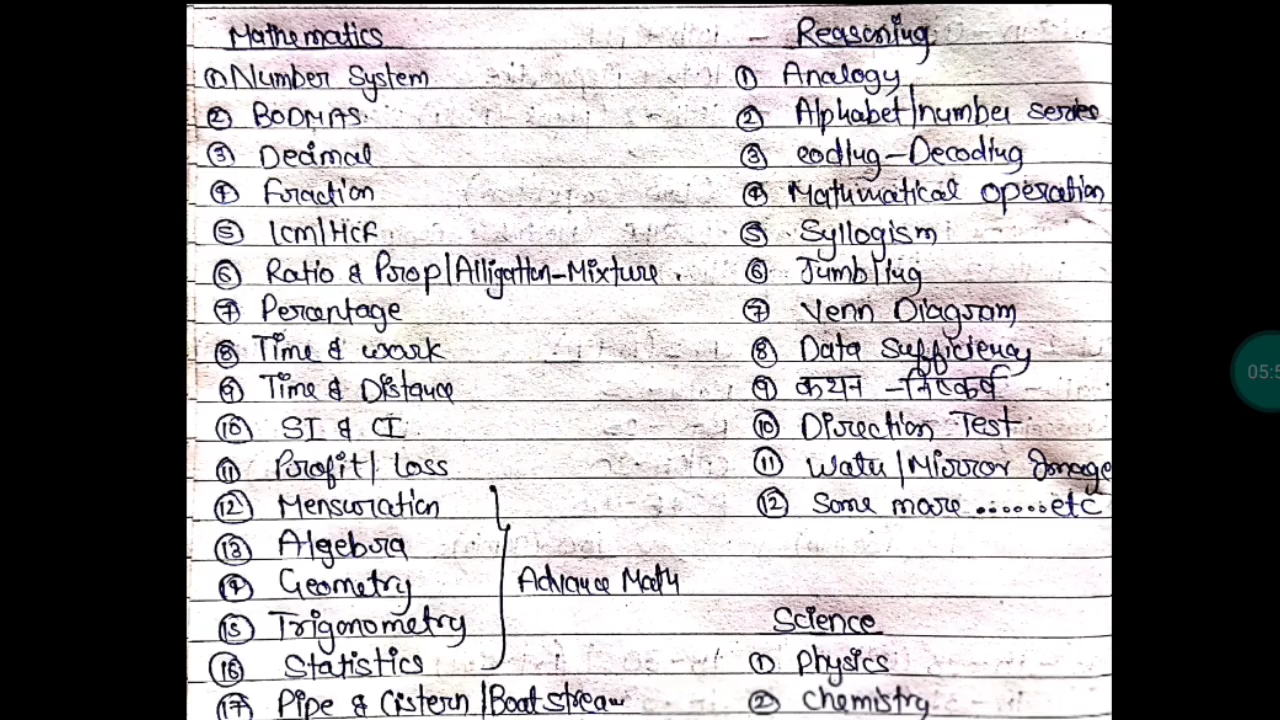 Mathematics
① Number System
② BODMAS
③ Decimal
④ Fraction
⑤ lcm/Hcf
⑥ Ratio & Prop/Alligation-Mixture
⑦ Percentage
⑧ Time & work
⑨ Time & Distance
⑩ SI & CI
⑪ Profit/Loss
⑫ Mensuration
⑬ Algebra
⑭ Geometry
⑮ Trigonometry
⑯ Statistics
Advance Math
⑰ Pipe & Cistern/Boat stream
Reasoning
① Analogy
② Alphabet/number series
③ coding-Decoding
④ Mathematical operation
⑤ Syllogism
⑥ Jumbling
⑦ Venn Diagram
⑧ Data Sufficiency
⑨ कथन - निष्कर्ष
⑩ Direction Test
⑪ Water/Mirror Image
⑫ Some more ......etc
Science
① Physics
② Chemistry
05:5